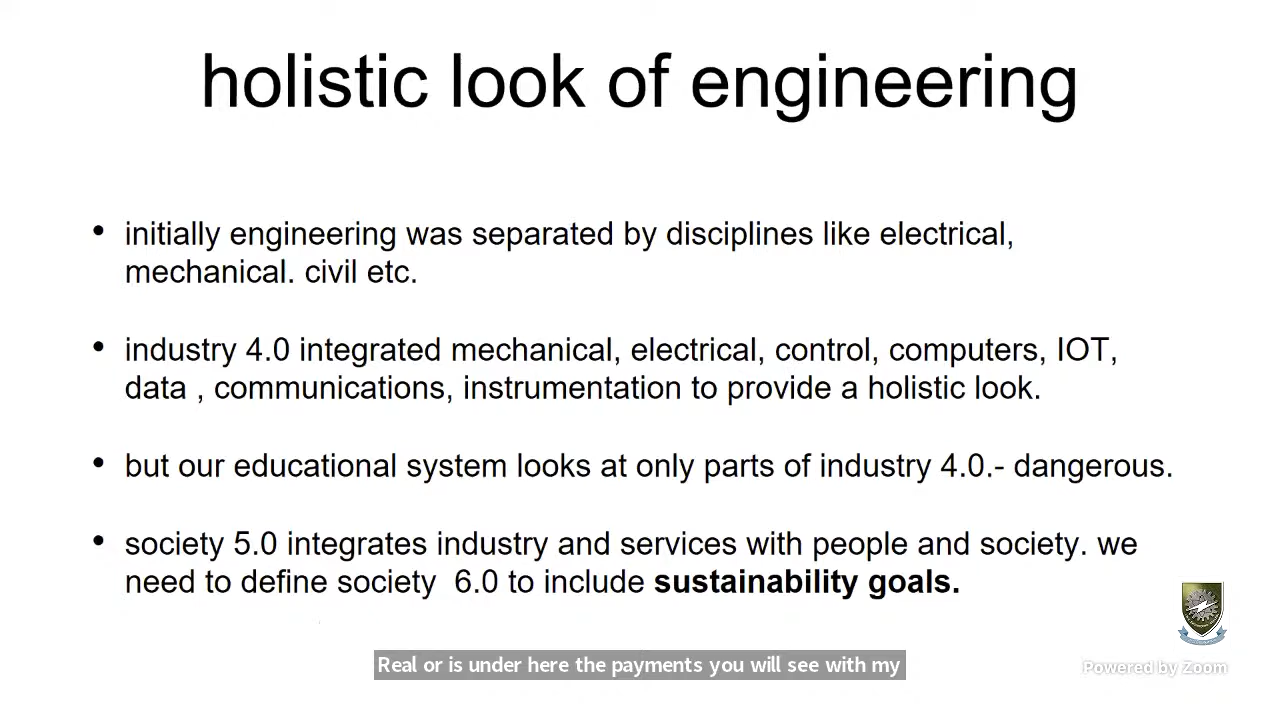 holistic look of engineering
• initially engineering was separated by disciplines like electrical,
mechanical. civil etc.
• industry 4.0 integrated mechanical, electrical, control, computers, IOT,
data , communications, instrumentation to provide a holistic look.
• but our educational system looks at only parts of industry 4.0.- dangerous.
• society 5.0 integrates industry and services with people and society. we
need to define society  6.0 to include sustainability goals.
Real or is under here the payments you will see with my
Powered by Zoom